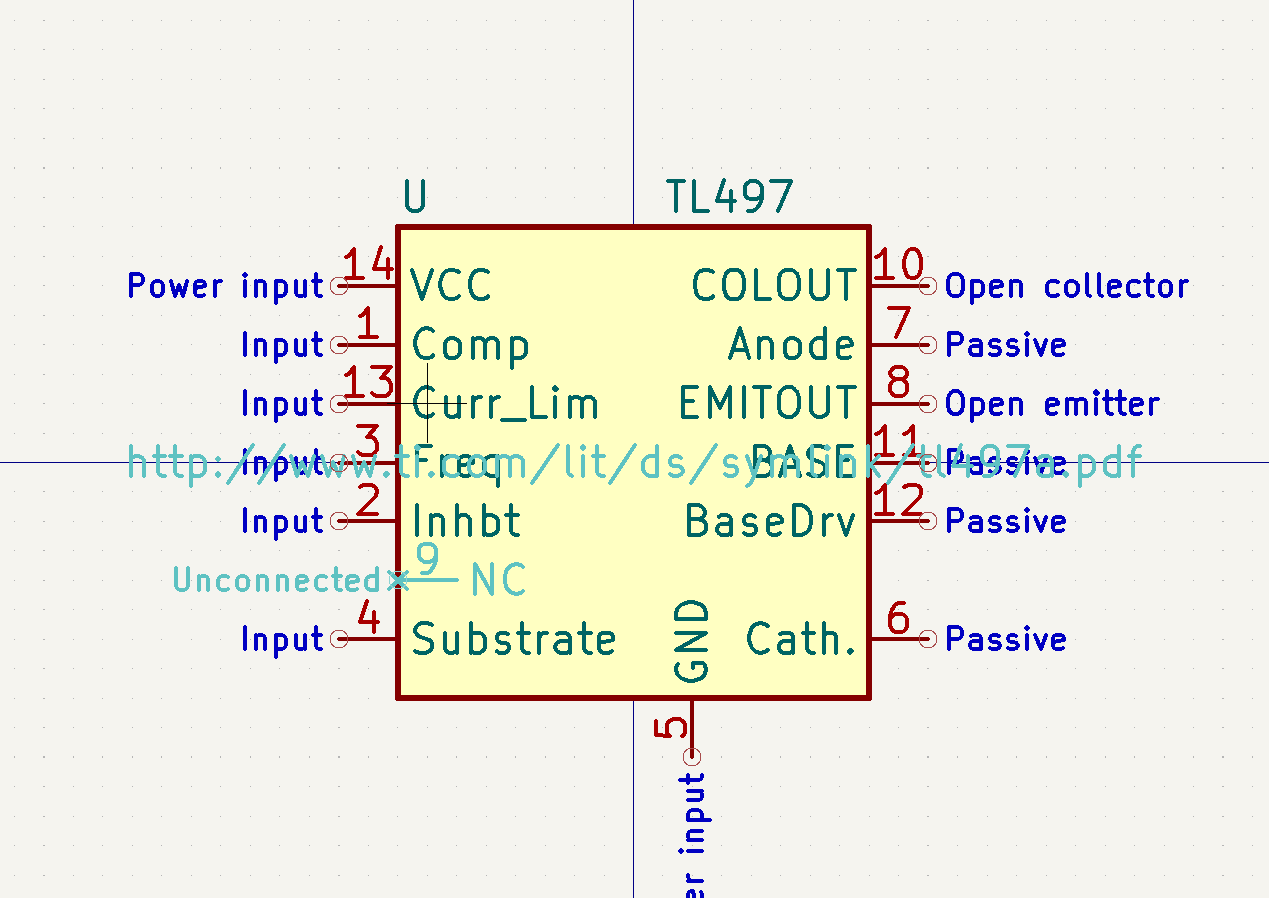 U TL497
14 10
Power input VCC COLOUT Open collector
1 7
Input Comp Anode Passive
13 8
Input Curr_Lim EMITOUT Open emitter
3 11
Input Freq BASE Passive
http://www.ti.com/lit/ds/symlink/tl497a.pdf
2 12
Input Inhbt BaseDrv Passive
9
Unconnected NC
4 6
Input Substrate GND Cath. Passive
5
er input